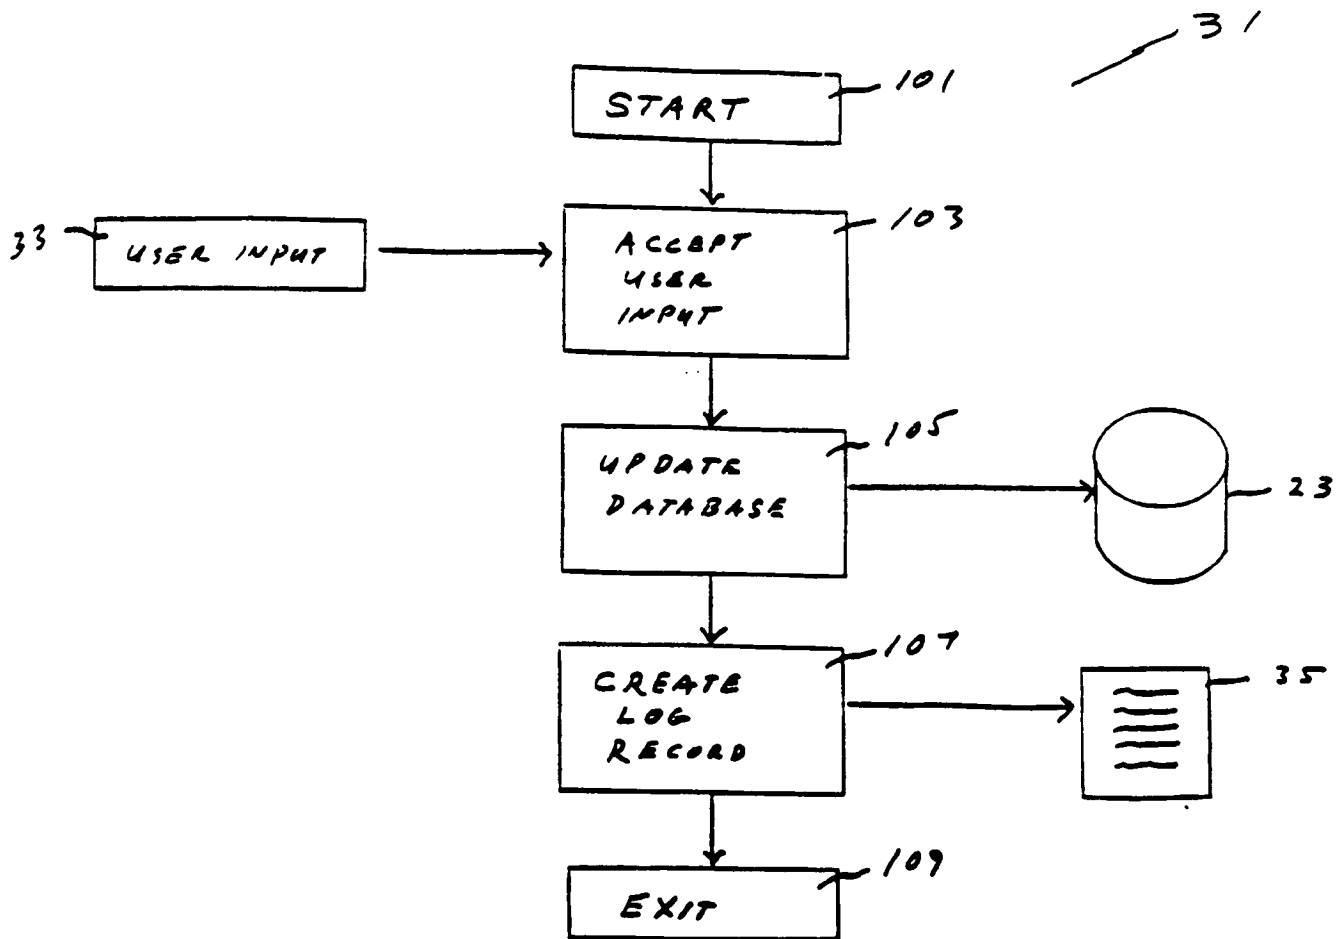 31
101
START
103
33
USER INPUT
ACCEPT
USER
INPUT
105
UPDATE
DATABASE
23
107
CREATE
LOG
RECORD
35
109
EXIT